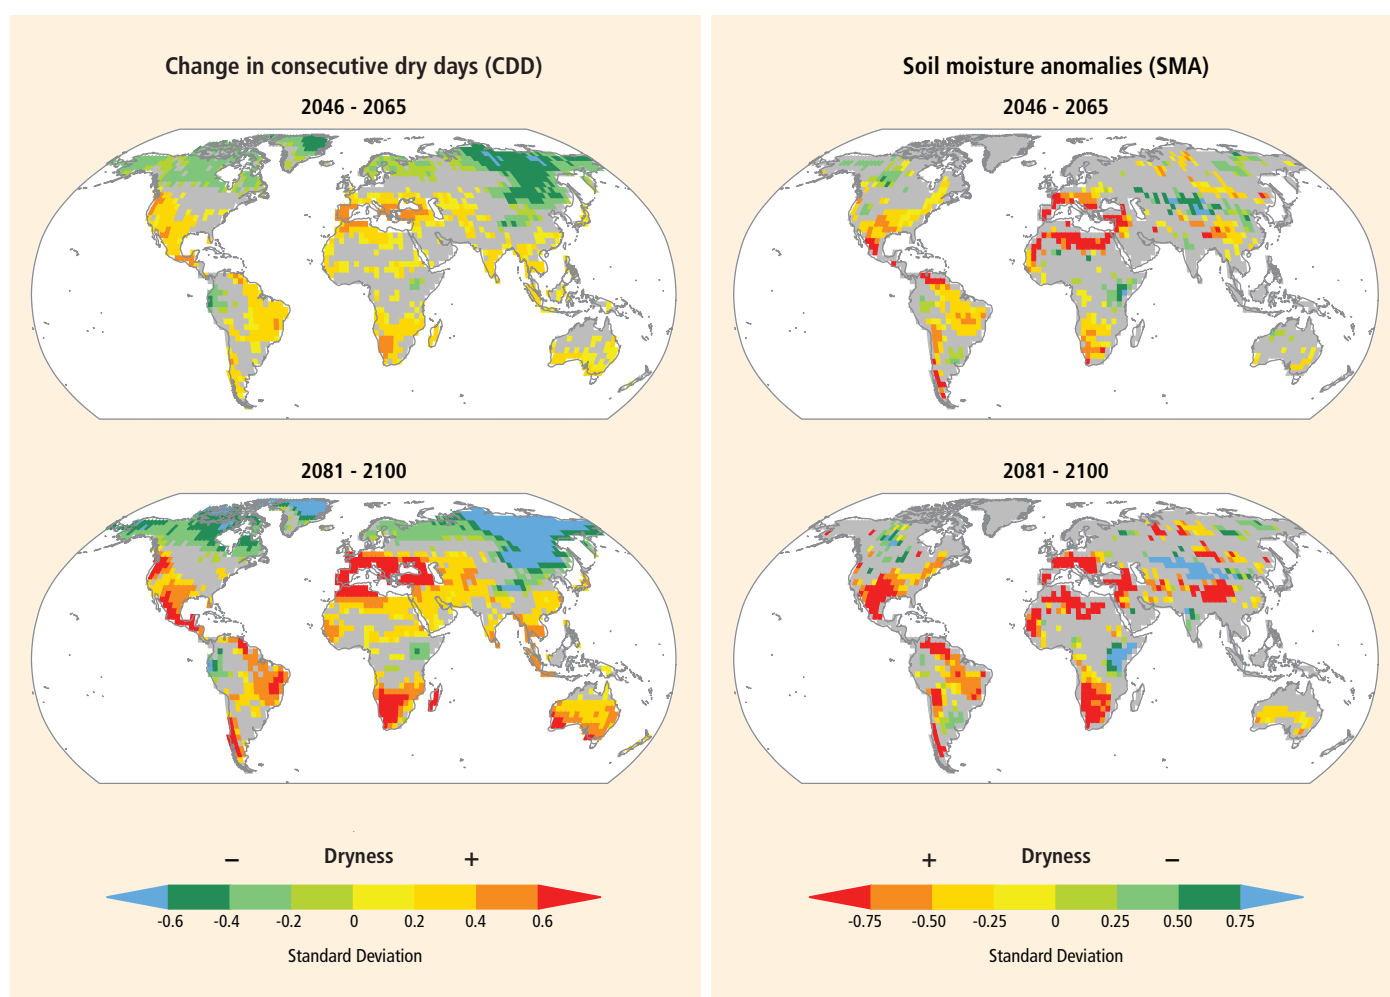 Change in consecutive dry days (CDD)
2046 - 2065
2081 - 2100
– Dryness +
-0.6 -0.4 -0.2 0 0.2 0.4 0.6
Standard Deviation
Soil moisture anomalies (SMA)
2046 - 2065
2081 - 2100
+ Dryness –
-0.75 -0.50 -0.25 0 0.25 0.50 0.75
Standard Deviation